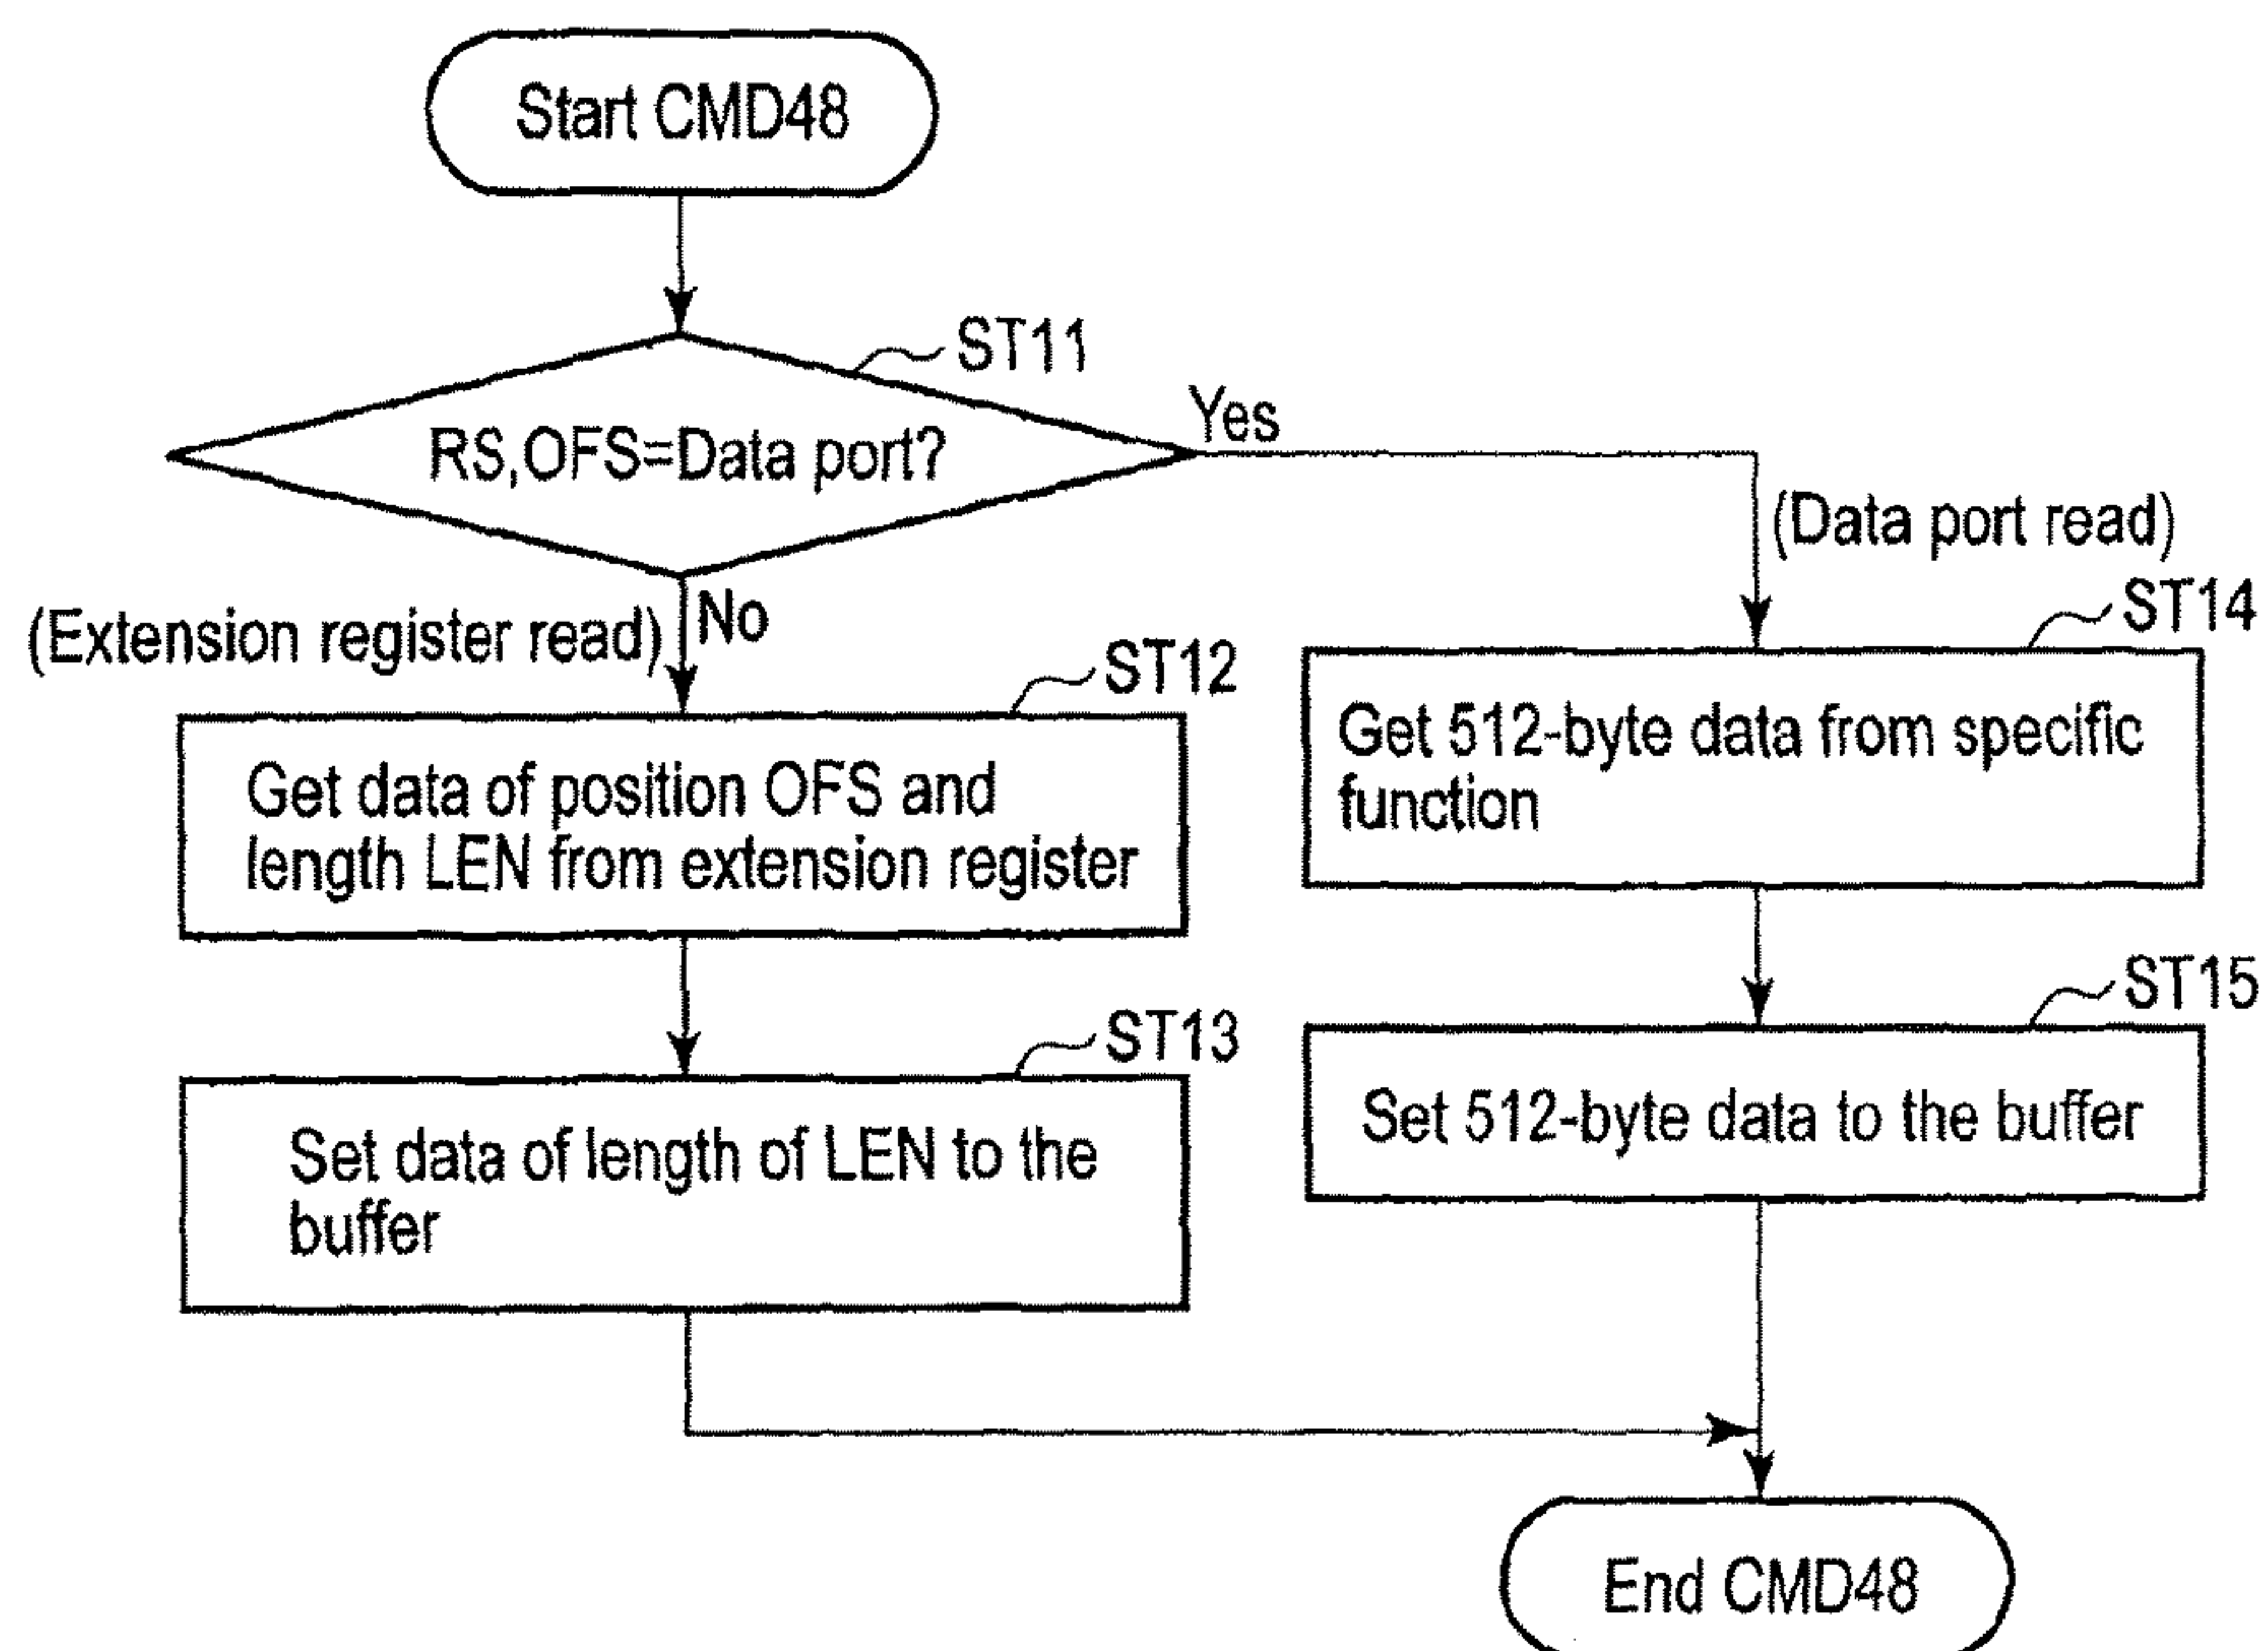 Start CMD48
ST11
RS,OFS=Data port?
Yes
(Data port read)
No
(Extension register read)
ST12
Get data of position OFS and
length LEN from extension register
ST13
Set data of length of LEN to the
buffer
ST14
Get 512-byte data from specific
function
ST15
Set 512-byte data to the buffer
End CMD48